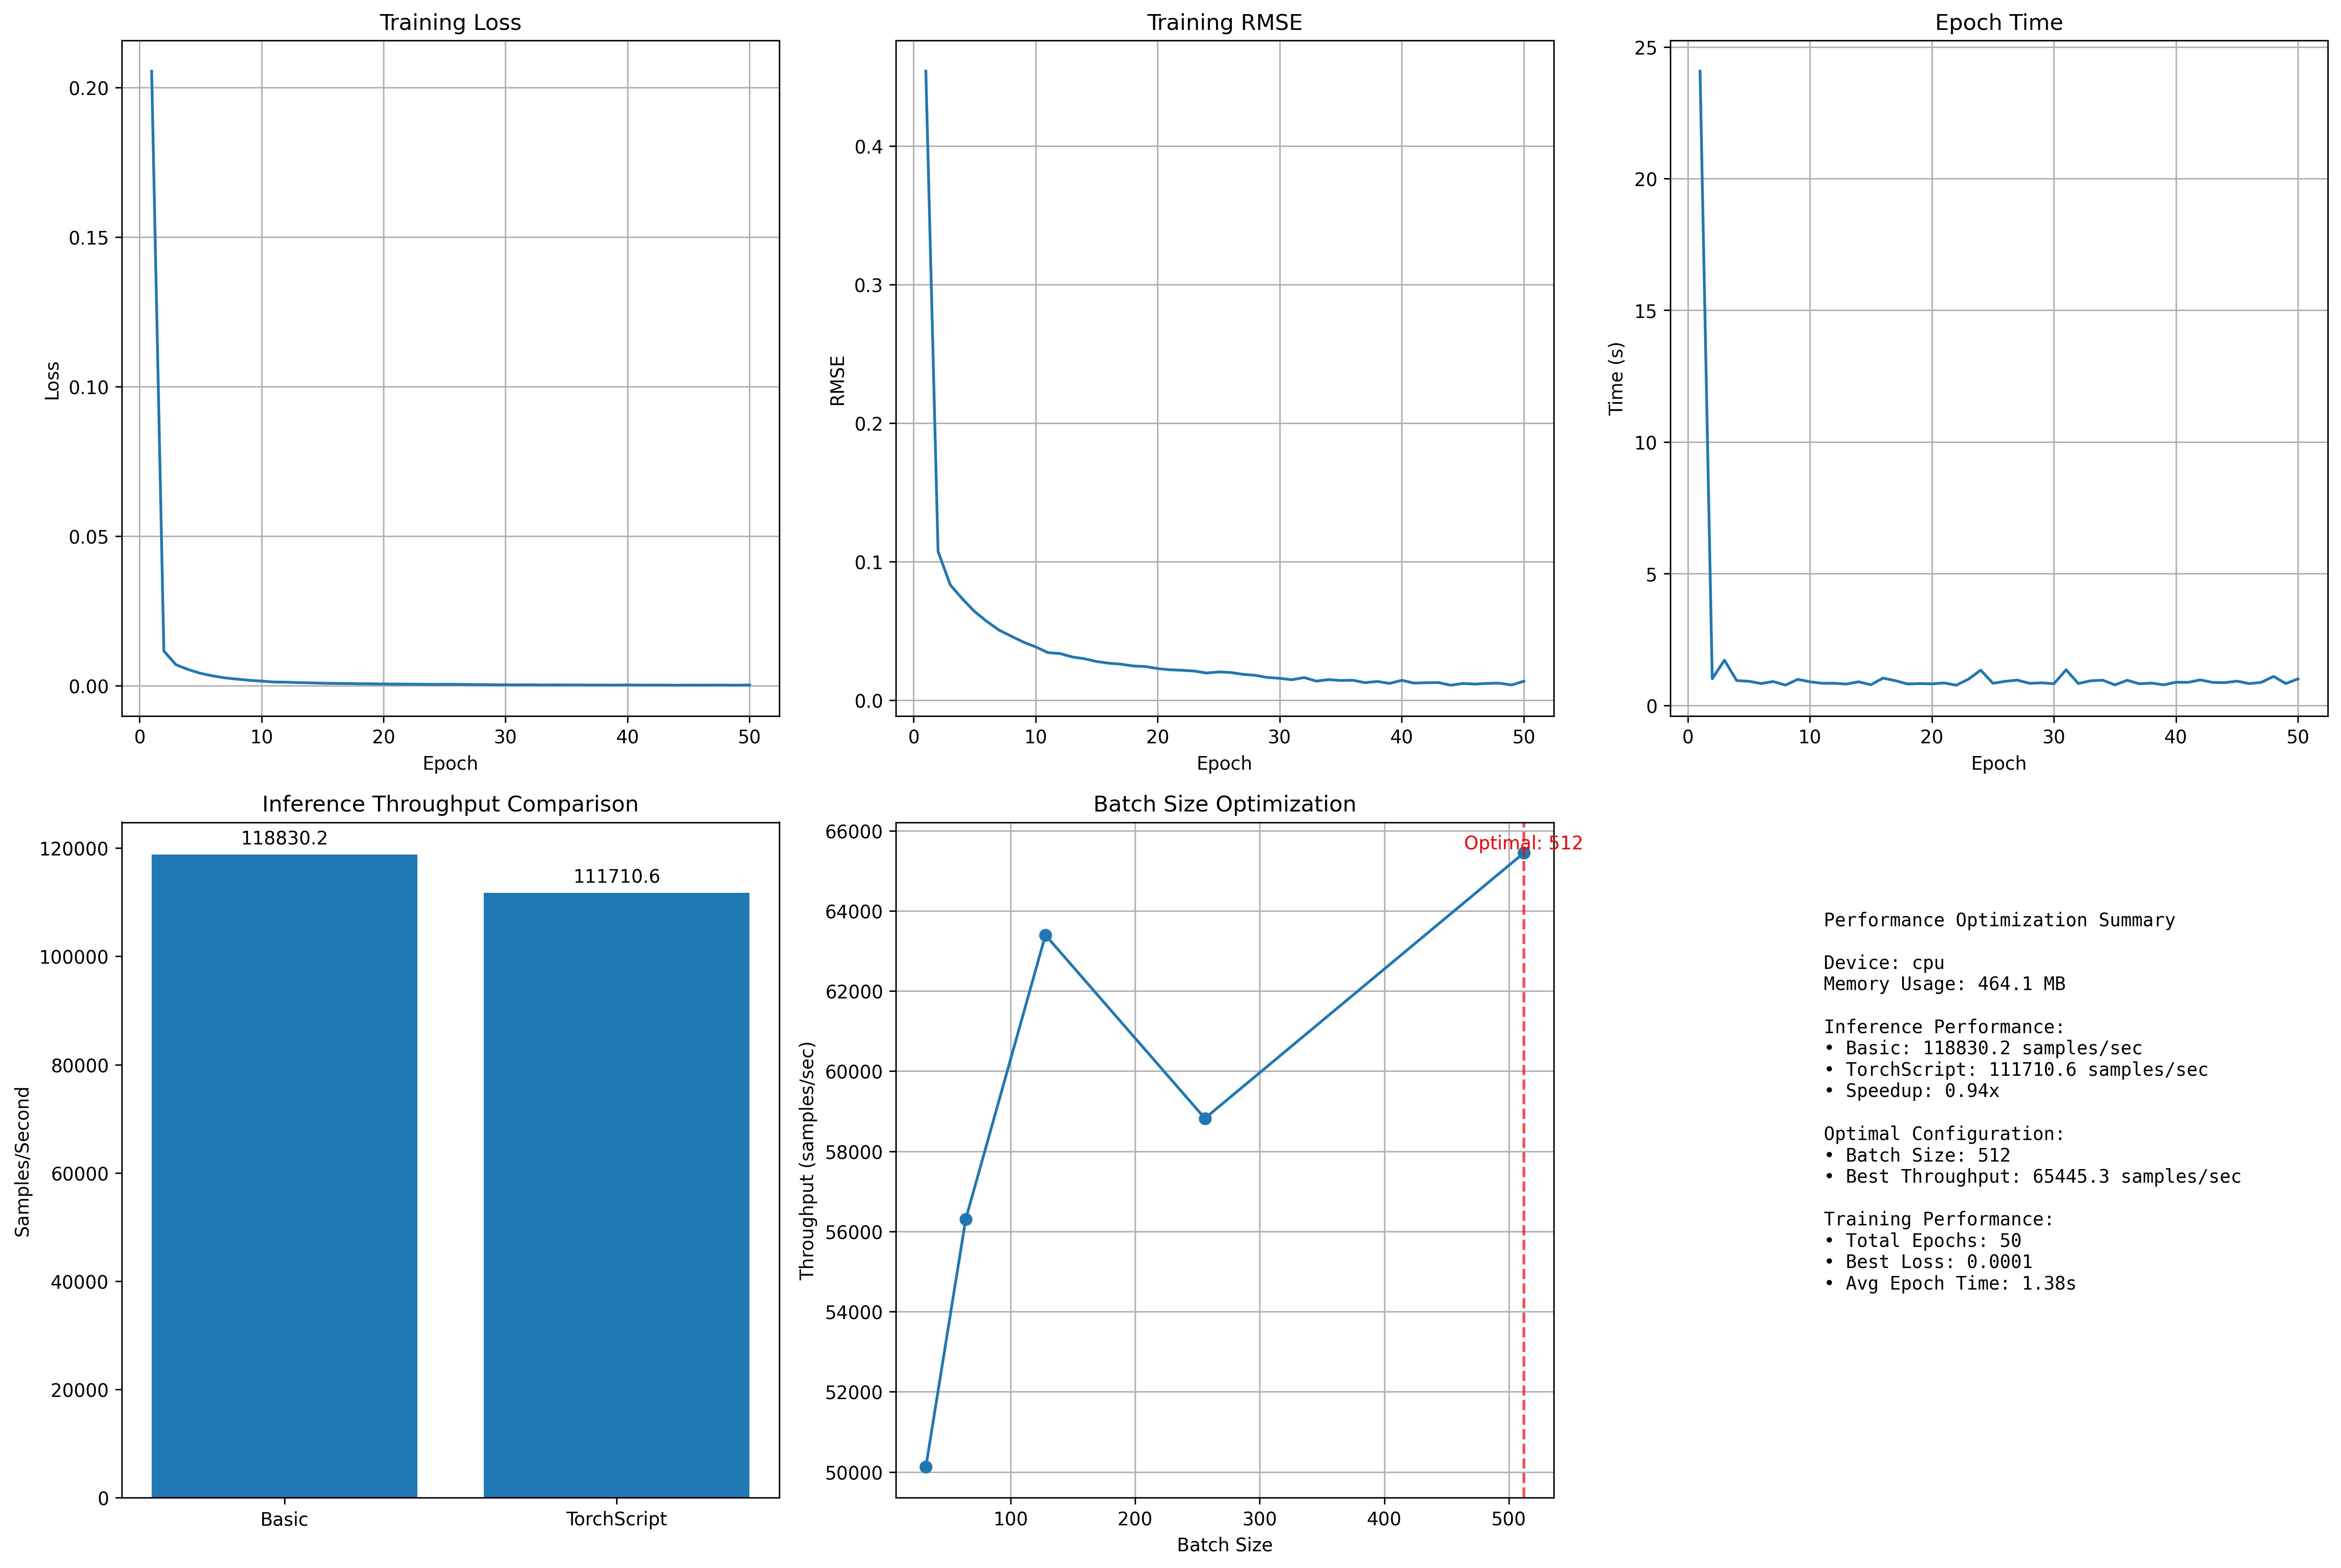 Training Loss
Loss
0.20
0.15
0.10
0.05
0.00
0 10 20 30 40 50
Epoch
Training RMSE
RMSE
0.4
0.3
0.2
0.1
0.0
0 10 20 30 40 50
Epoch
Epoch Time
Time (s)
25
20
15
10
5
0
0 10 20 30 40 50
Epoch
Inference Throughput Comparison
Samples/Second
120000
100000
80000
60000
40000
20000
0
118830.2
111710.6
Basic TorchScript
Batch Size Optimization
Throughput (samples/sec)
66000
64000
62000
60000
58000
56000
54000
52000
50000
Optimal: 512
100 200 300 400 500
Batch Size
Performance Optimization Summary
Device: cpu
Memory Usage: 464.1 MB
Inference Performance:
• Basic: 118830.2 samples/sec
• TorchScript: 111710.6 samples/sec
• Speedup: 0.94x
Optimal Configuration:
• Batch Size: 512
• Best Throughput: 65445.3 samples/sec
Training Performance:
• Total Epochs: 50
• Best Loss: 0.0001
• Avg Epoch Time: 1.38s